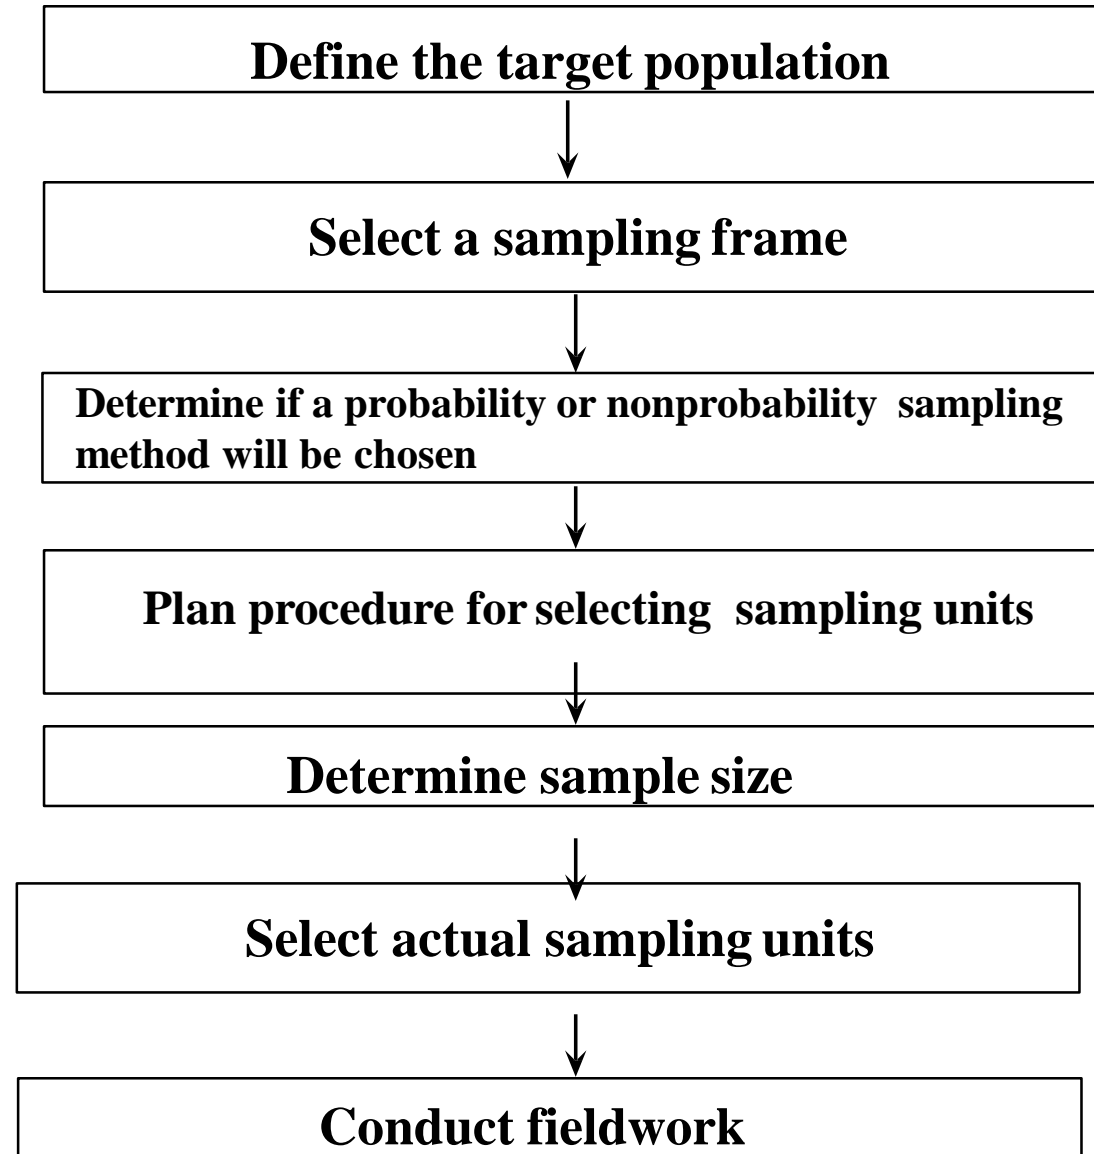 Define the target population
Select a sampling frame
Determine if a probability or nonprobability sampling
method will be chosen
Plan procedure for selecting sampling units
Determine sample size
Select actual sampling units
Conduct fieldwork